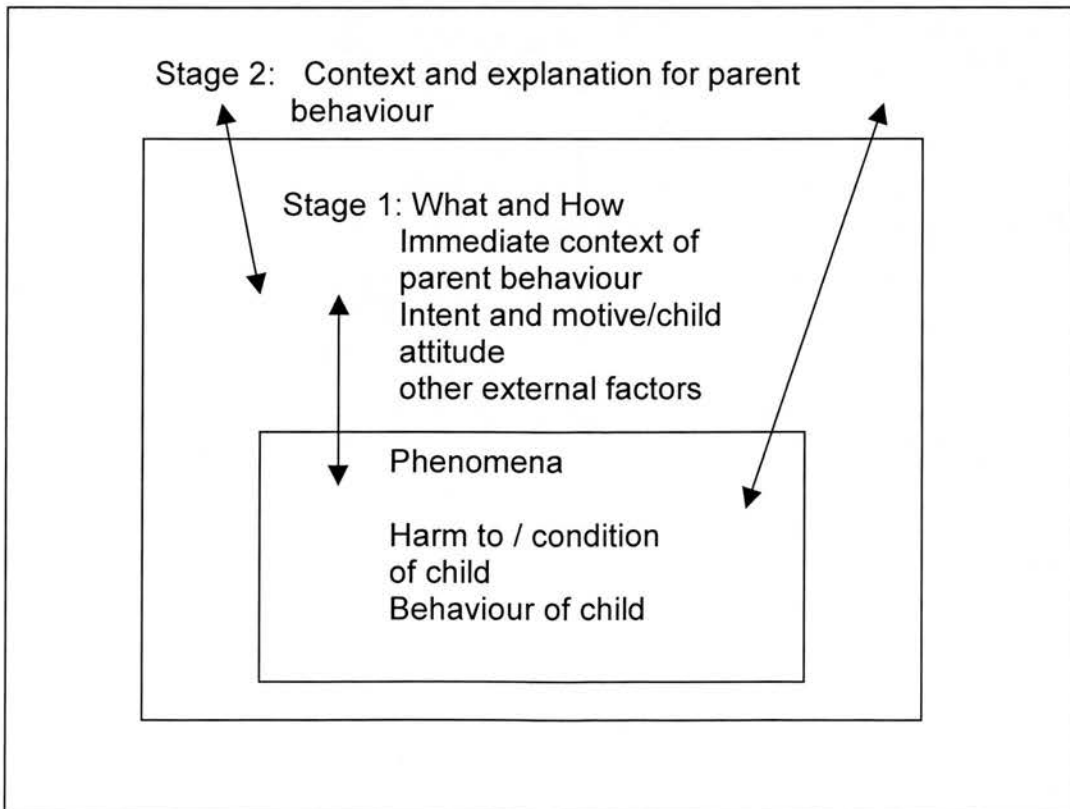 Stage 2: Context and explanation for parent
behaviour
Stage 1: What and How
Immediate context of
parent behaviour
Intent and motive/child
attitude
other external factors
Phenomena
Harm to / condition
of child
Behaviour of child